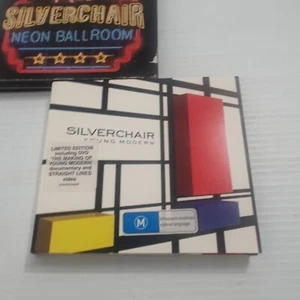 SILVERCHAIR
NEON BALLROOM
SILVERCHAIR
YOUNG MODERN
LIMITED EDITION
including DVD
'THE MAKING OF
YOUNG MODERN'
documentary and
STRAIGHT LINES
video
M